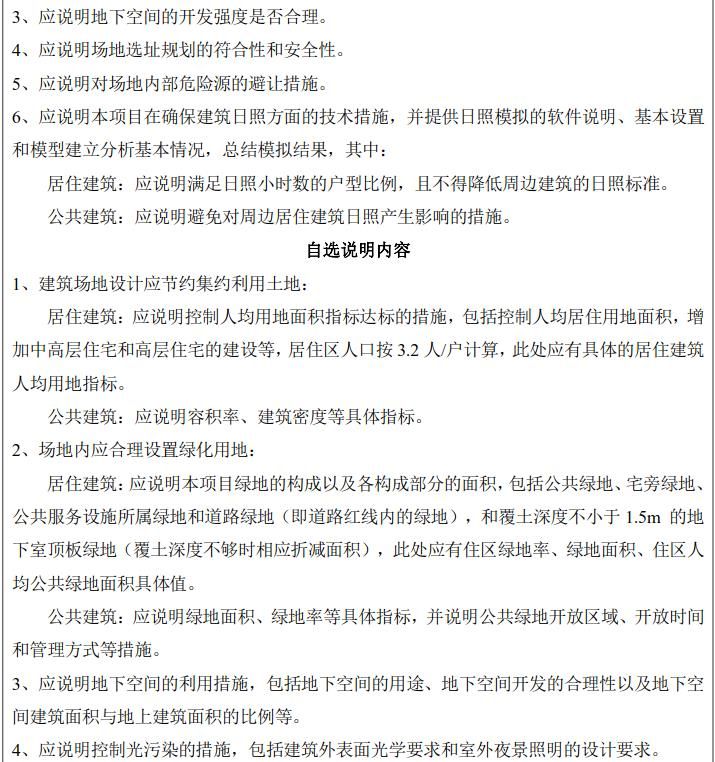 3、应说明地下空间的开发强度是否合理。
4、应说明场地选址规划的符合性和安全性。
5、应说明对场地内部危险源的避让措施。
6、应说明本项目在确保建筑日照方面的技术措施，并提供日照模拟的软件说明、基本设置
和模型建立分析基本情况，总结模拟结果，其中：
居住建筑：应说明满足日照小时数的户型比例，且不得降低周边建筑的日照标准。
公共建筑：应说明避免对周边居住建筑日照产生影响的措施。
自选说明内容
1、建筑场地设计应节约集约利用土地：
居住建筑：应说明控制人均用地面积指标达标的措施，包括控制人均居住用地面积，增
加中高层住宅和高层住宅的建设等，居住区人口按 3.2 人/户计算，此处应有具体的居住建筑
人均用地指标。
公共建筑：应说明容积率、建筑密度等具体指标。
2、场地内应合理设置绿化用地：
居住建筑：应说明本项目绿地的构成以及各构成部分的面积，包括公共绿地、宅旁绿地、
公共服务设施所属绿地和道路绿地（即道路红线内的绿地），和覆土深度不小于 1.5m 的地
下室顶板绿地（覆土深度不够时相应折减面积），此处应有住区绿地率、绿地面积、住区人
均公共绿地面积具体值。
公共建筑：应说明绿地面积、绿地率等具体指标，并说明公共绿地开放区域、开放时间
和管理方式等措施。
3、应说明地下空间的利用措施，包括地下空间的用途、地下空间开发的合理性以及地下空
间建筑面积与地上建筑面积的比例等。
4、应说明控制光污染的措施，包括建筑外表面光学要求和室外夜景照明的设计要求。